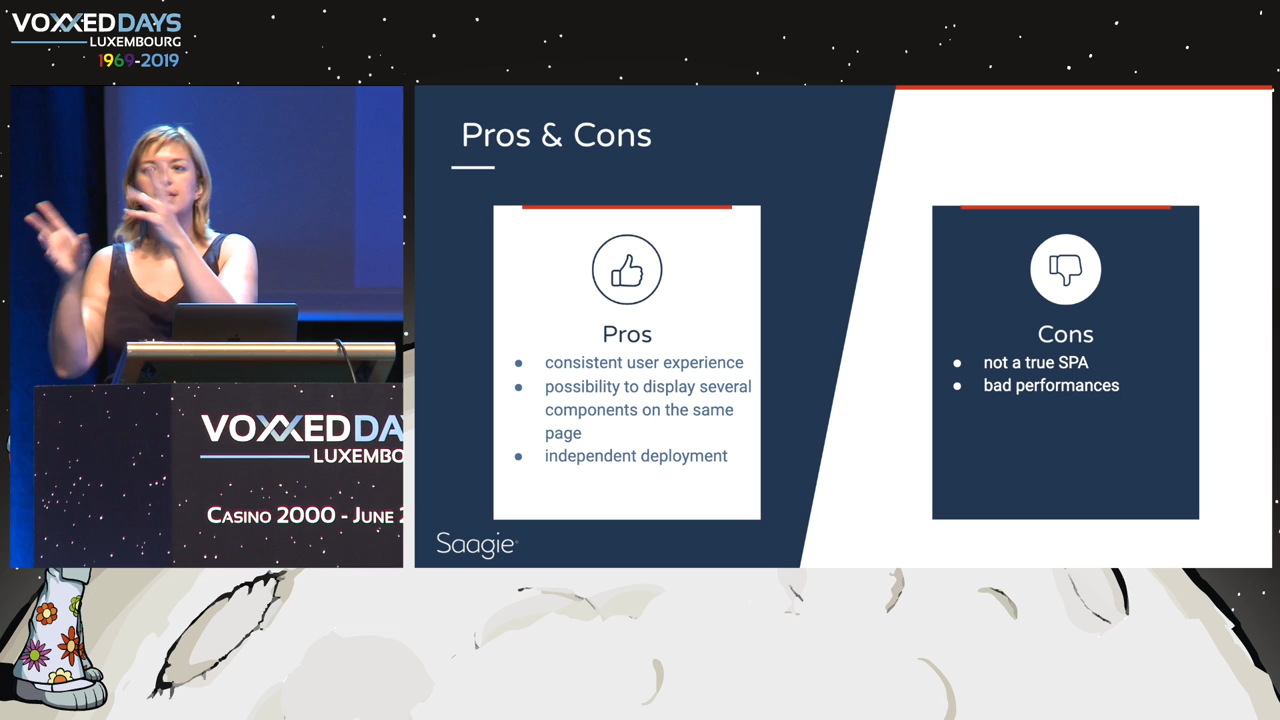 VOXXED DAYS
LUXEMBOURG
1969-2019
Pros & Cons
Pros
• consistent user experience
• possibility to display several
components on the same
page
• independent deployment
Cons
• not a true SPA
• bad performances
Saagie
VOXXED DA
LUXEMBO
CASINO 2000 - JUNE 2